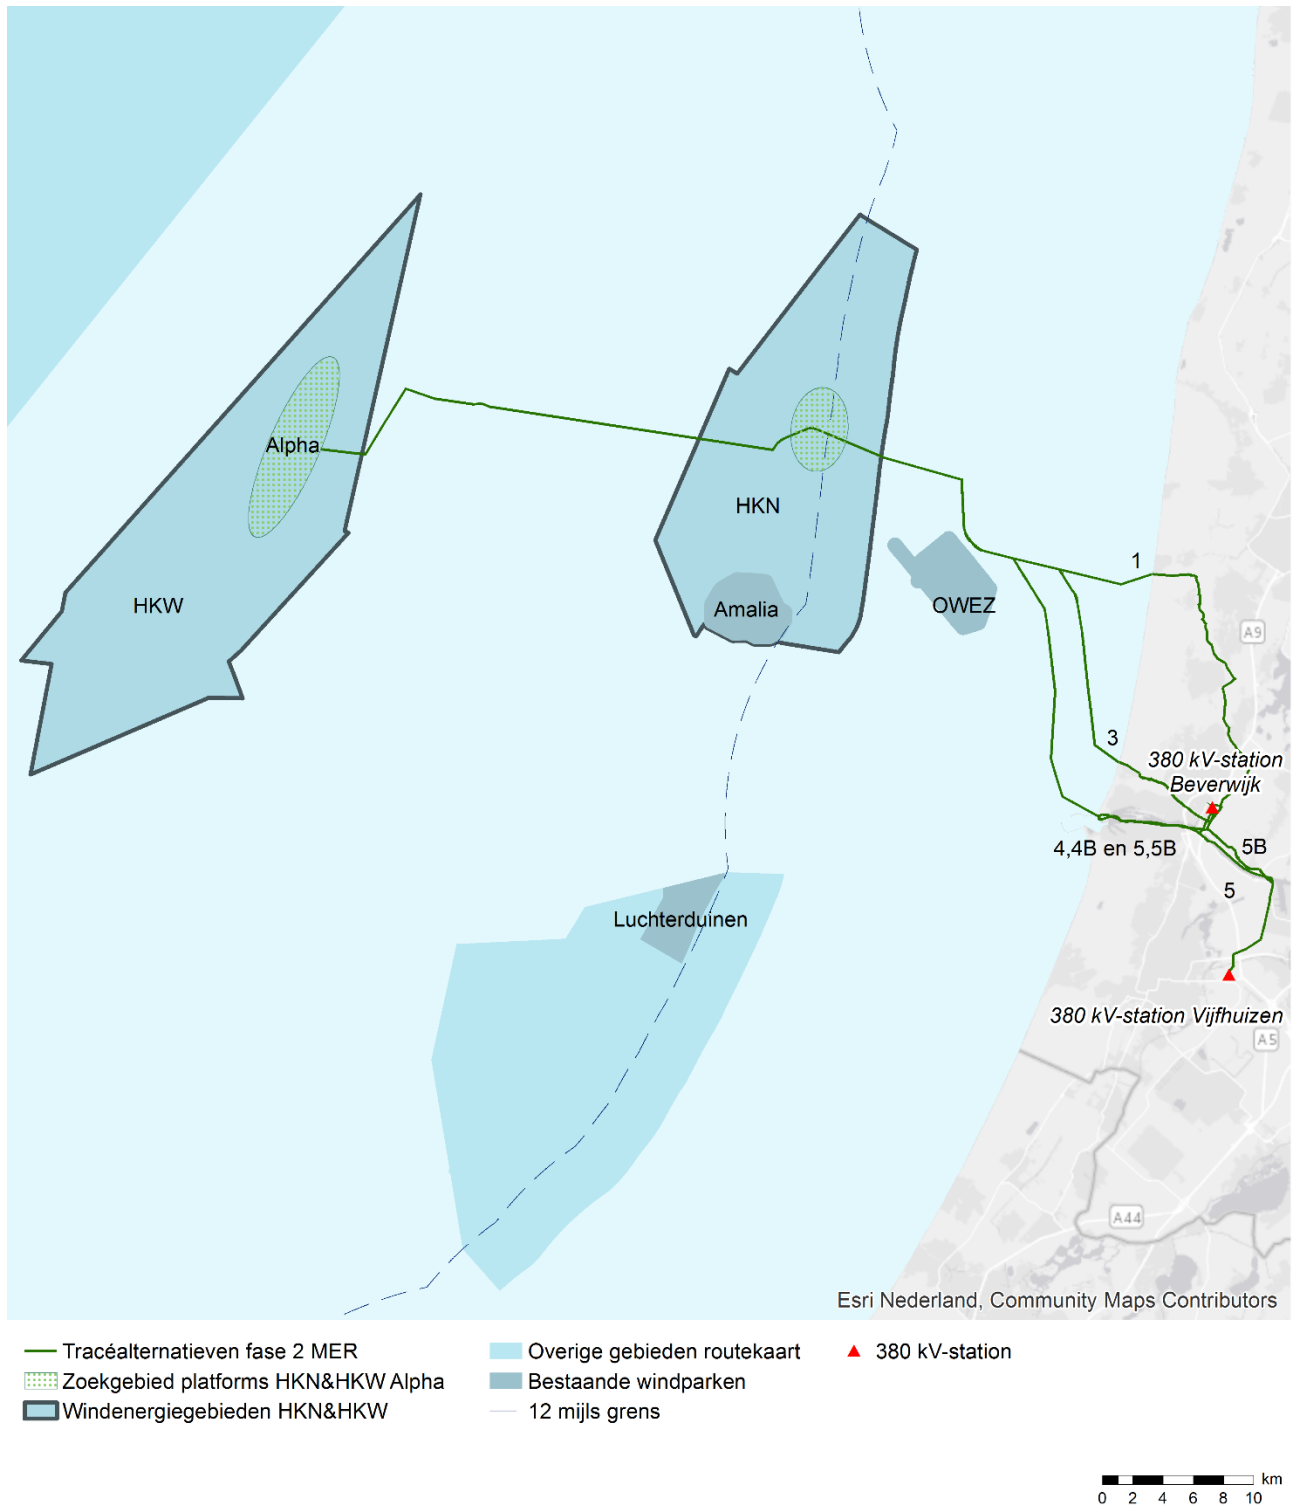 Alpha
HKW
HKN
Amalia
OWEZ
1
A9
3
380 kV-station
Beverwijk
4,4B en 5,5B
5B
5
Luchterduinen
380 kV-station Vijfhuizen
A5
A44
Esri Nederland, Community Maps Contributors
Tracéalternatieven fase 2 MER
Zoekgebied platforms HKN&HKW Alpha
Windenergiegebieden HKN&HKW
Overige gebieden routekaart
Bestaande windparken
12 mijls grens
380 kV-station
km
0 2 4 6 8 10